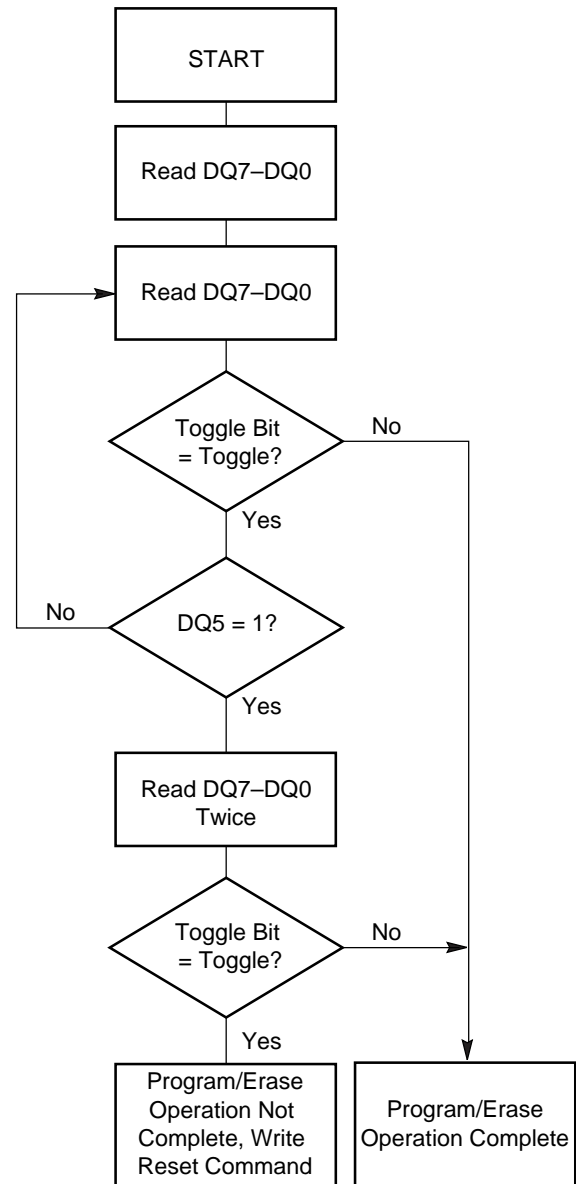 START
Read DQ7–DQ0
Read DQ7–DQ0
Toggle Bit
= Toggle?
No
Yes
No
DQ5 = 1?
Yes
Read DQ7–DQ0
Twice
Toggle Bit
= Toggle?
No
Yes
Program/Erase
Operation Not
Complete, Write
Reset Command
Program/Erase
Operation Complete